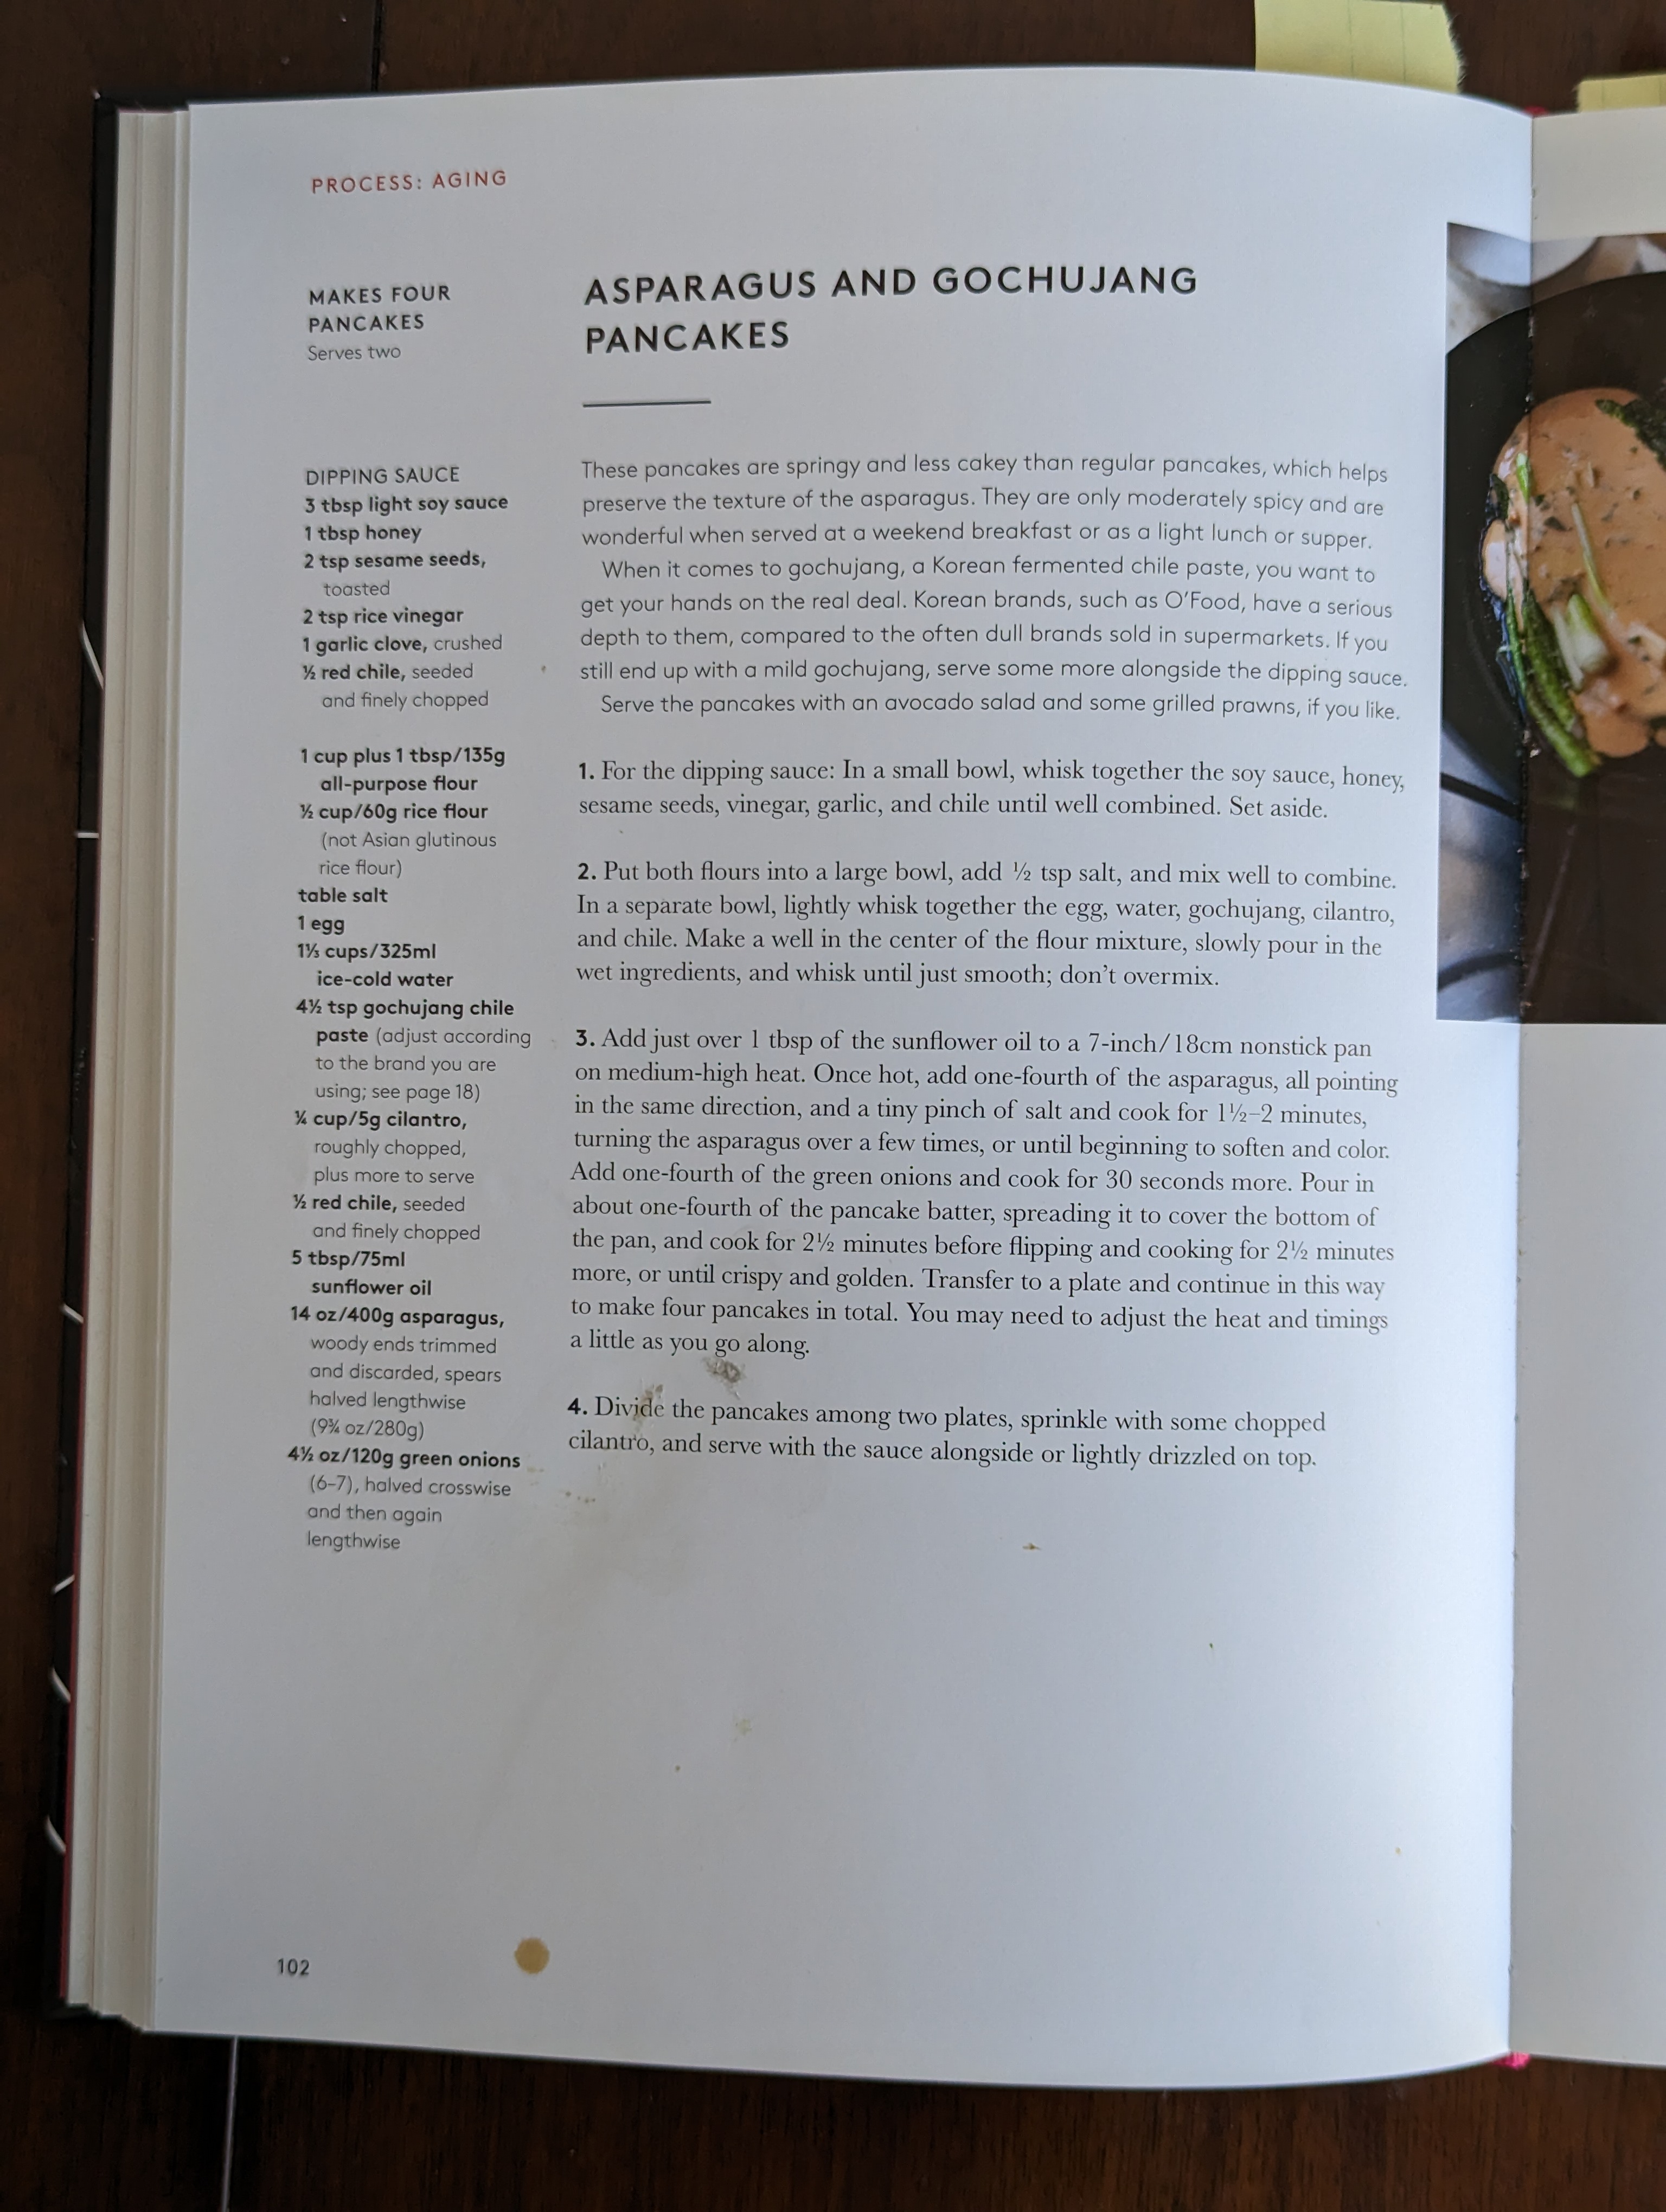 PROCESS: AGING
MAKES FOUR
PANCAKES
Serves two
ASPARAGUS AND GOCHUJANG
PANCAKES
DIPPING SAUCE
3 tbsp light soy sauce
1 tbsp honey
2 tsp sesame seeds,
toasted
2 tsp rice vinegar
1 garlic clove, crushed
½ red chile, seeded
and finely chopped
1 cup plus 1 tbsp/135g
all-purpose flour
½ cup/60g rice flour
(not Asian glutinous
rice flour)
table salt
1 egg
1⅓ cups/325ml
ice-cold water
4½ tsp gochujang chile
paste (adjust according
to the brand you are
using; see page 18)
¼ cup/5g cilantro,
roughly chopped,
plus more to serve
½ red chile, seeded
and finely chopped
5 tbsp/75ml
sunflower oil
14 oz/400g asparagus,
woody ends trimmed
and discarded, spears
halved lengthwise
(9¾ oz/280g)
4½ oz/120g green onions
(6–7), halved crosswise
and then again
lengthwise
These pancakes are springy and less cakey than regular pancakes, which helps
preserve the texture of the asparagus. They are only moderately spicy and are
wonderful when served at a weekend breakfast or as a light lunch or supper.
When it comes to gochujang, a Korean fermented chile paste, you want to
get your hands on the real deal. Korean brands, such as O'Food, have a serious
depth to them, compared to the often dull brands sold in supermarkets. If you
still end up with a mild gochujang, serve some more alongside the dipping sauce.
Serve the pancakes with an avocado salad and some grilled prawns, if you like.
1. For the dipping sauce: In a small bowl, whisk together the soy sauce, honey,
sesame seeds, vinegar, garlic, and chile until well combined. Set aside.
2. Put both flours into a large bowl, add ½ tsp salt, and mix well to combine.
In a separate bowl, lightly whisk together the egg, water, gochujang, cilantro,
and chile. Make a well in the center of the flour mixture, slowly pour in the
wet ingredients, and whisk until just smooth; don't overmix.
3. Add just over 1 tbsp of the sunflower oil to a 7-inch/18cm nonstick pan
on medium-high heat. Once hot, add one-fourth of the asparagus, all pointing
in the same direction, and a tiny pinch of salt and cook for 1½–2 minutes,
turning the asparagus over a few times, or until beginning to soften and color.
Add one-fourth of the green onions and cook for 30 seconds more. Pour in
about one-fourth of the pancake batter, spreading it to cover the bottom of
the pan, and cook for 2½ minutes before flipping and cooking for 2½ minutes
more, or until crispy and golden. Transfer to a plate and continue in this way
to make four pancakes in total. You may need to adjust the heat and timings
a little as you go along.
4. Divide the pancakes among two plates, sprinkle with some chopped
cilantro, and serve with the sauce alongside or lightly drizzled on top.
102